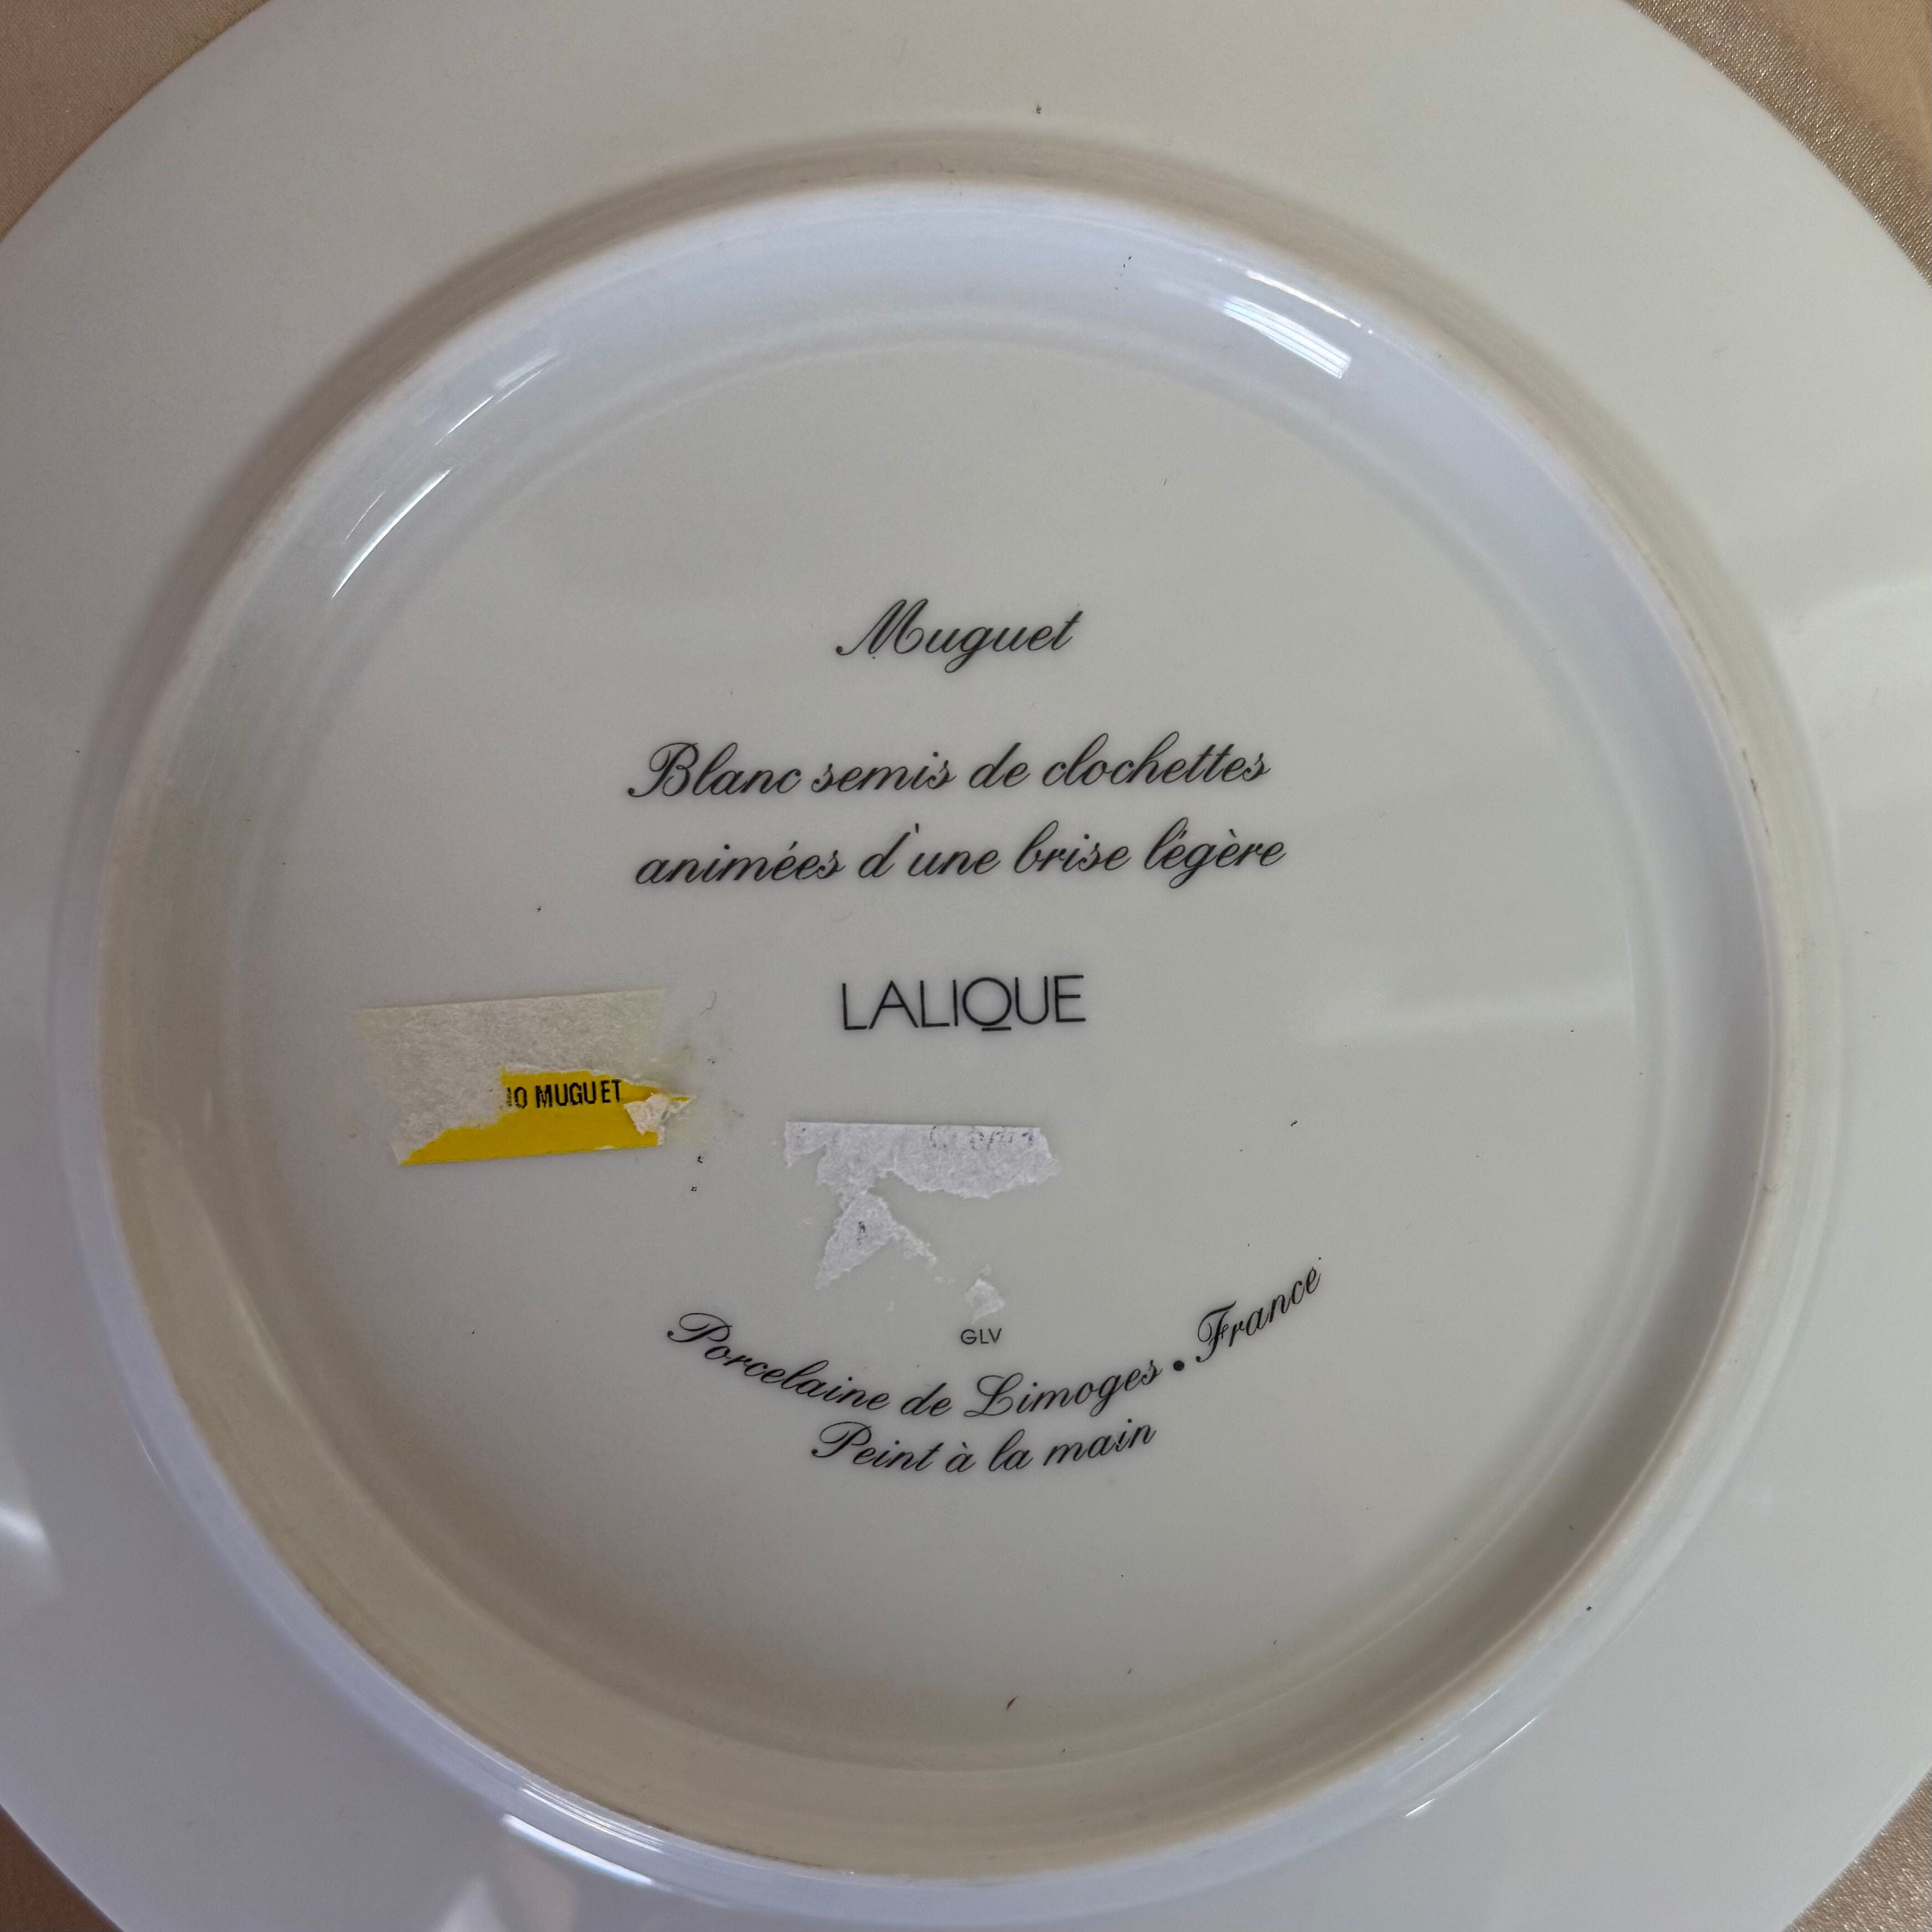 Muguet
Blanc semis de clochettes
animées d'une brise légère
LALIQUE
10 MUGUET
GLV
Porcelaine de Limoges • France
Peint à la main